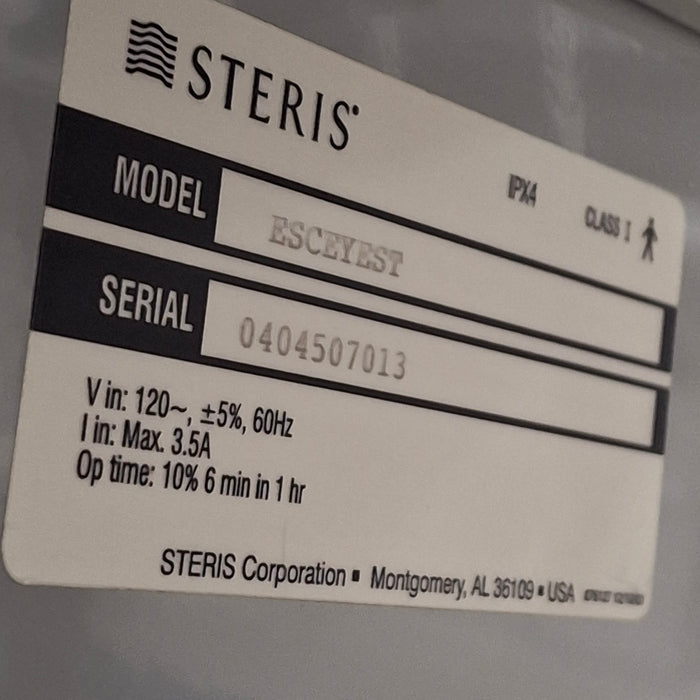 STERIS®
IPX4 CLASS I
MODEL ESCEYEST
SERIAL 0404507013
V in: 120~, ±5%, 60Hz
I in: Max. 3.5A
Op time: 10% 6 min in 1 hr
STERIS Corporation ▪ Montgomery, AL 36109 ▪ USA